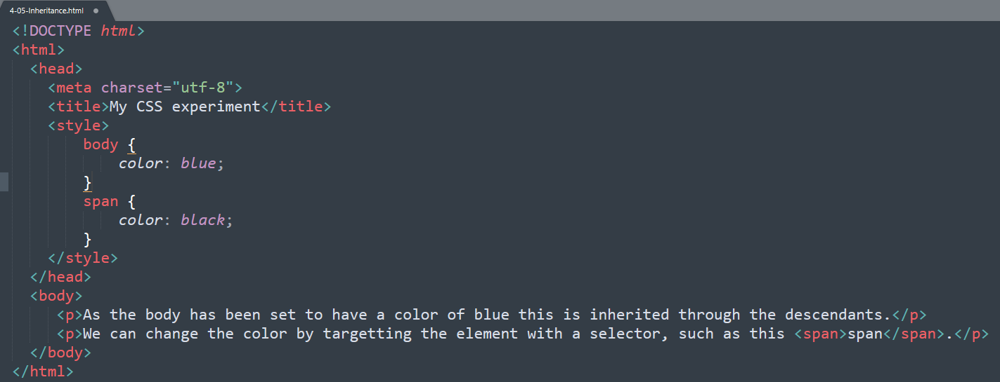 4-05-Inheritance.html
<!DOCTYPE html>
<html>
<head>
<meta charset="utf-8">
<title>My CSS experiment</title>
<style>
body {
color: blue;
}
span {
color: black;
}
</style>
</head>
<body>
<p>As the body has been set to have a color of blue this is inherited through the descendants.</p>
<p>We can change the color by targetting the element with a selector, such as this <span>span</span>.</p>
</body>
</html>